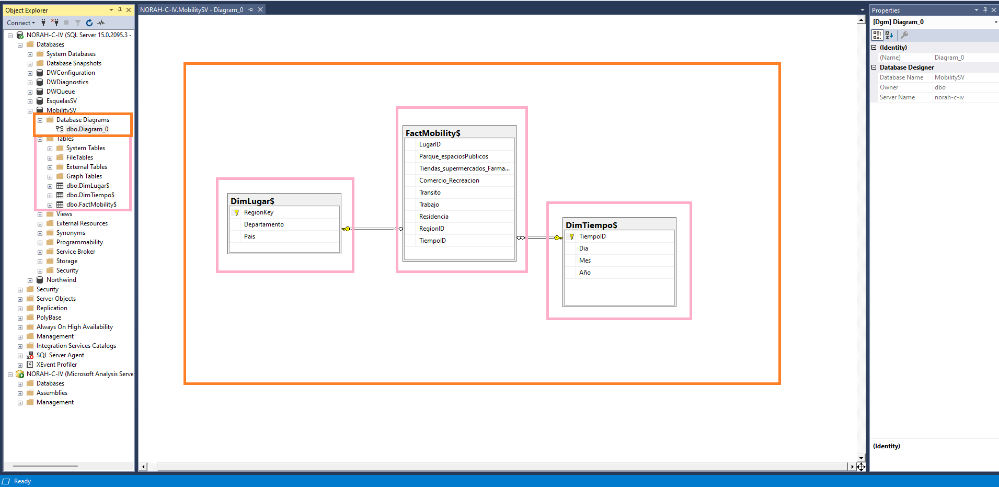 Object Explorer
Connect
NORAH-C-IV (SQL Server 15.0.2095.3 -
Databases
System Databases
Database Snapshots
DWConfiguration
DWDiagnostics
DWQueue
EsquelasSV
MobilitySV
Database Diagrams
dbo.Diagram_0
Tables
System Tables
FileTables
External Tables
Graph Tables
dbo.DimLugar$
dbo.DimTiempo$
dbo.FactMobility$
Views
External Resources
Synonyms
Programmability
Service Broker
Storage
Security
Northwind
Security
Server Objects
Replication
PolyBase
Always On High Availability
Management
Integration Services Catalogs
SQL Server Agent
XEvent Profiler
NORAH-C-IV (Microsoft Analysis Serve
Databases
Assemblies
Management
NORAH-C-IV.MobilitySV - Diagram_0
DimLugar$
RegionKey
Departamento
Pais
FactMobility$
LugarID
Parque_espaciosPublicos
Tiendas_supermercados_Farma...
Comercio_Recreacion
Transito
Trabajo
Residencia
RegionID
TiempoID
DimTiempo$
TiempoID
Dia
Mes
Año
Properties
[Dgm] Diagram_0
(Identity)
(Name) Diagram_0
Database Designer
Database Name MobilitySV
Owner dbo
Server Name norah-c-iv
(Identity)
Ready